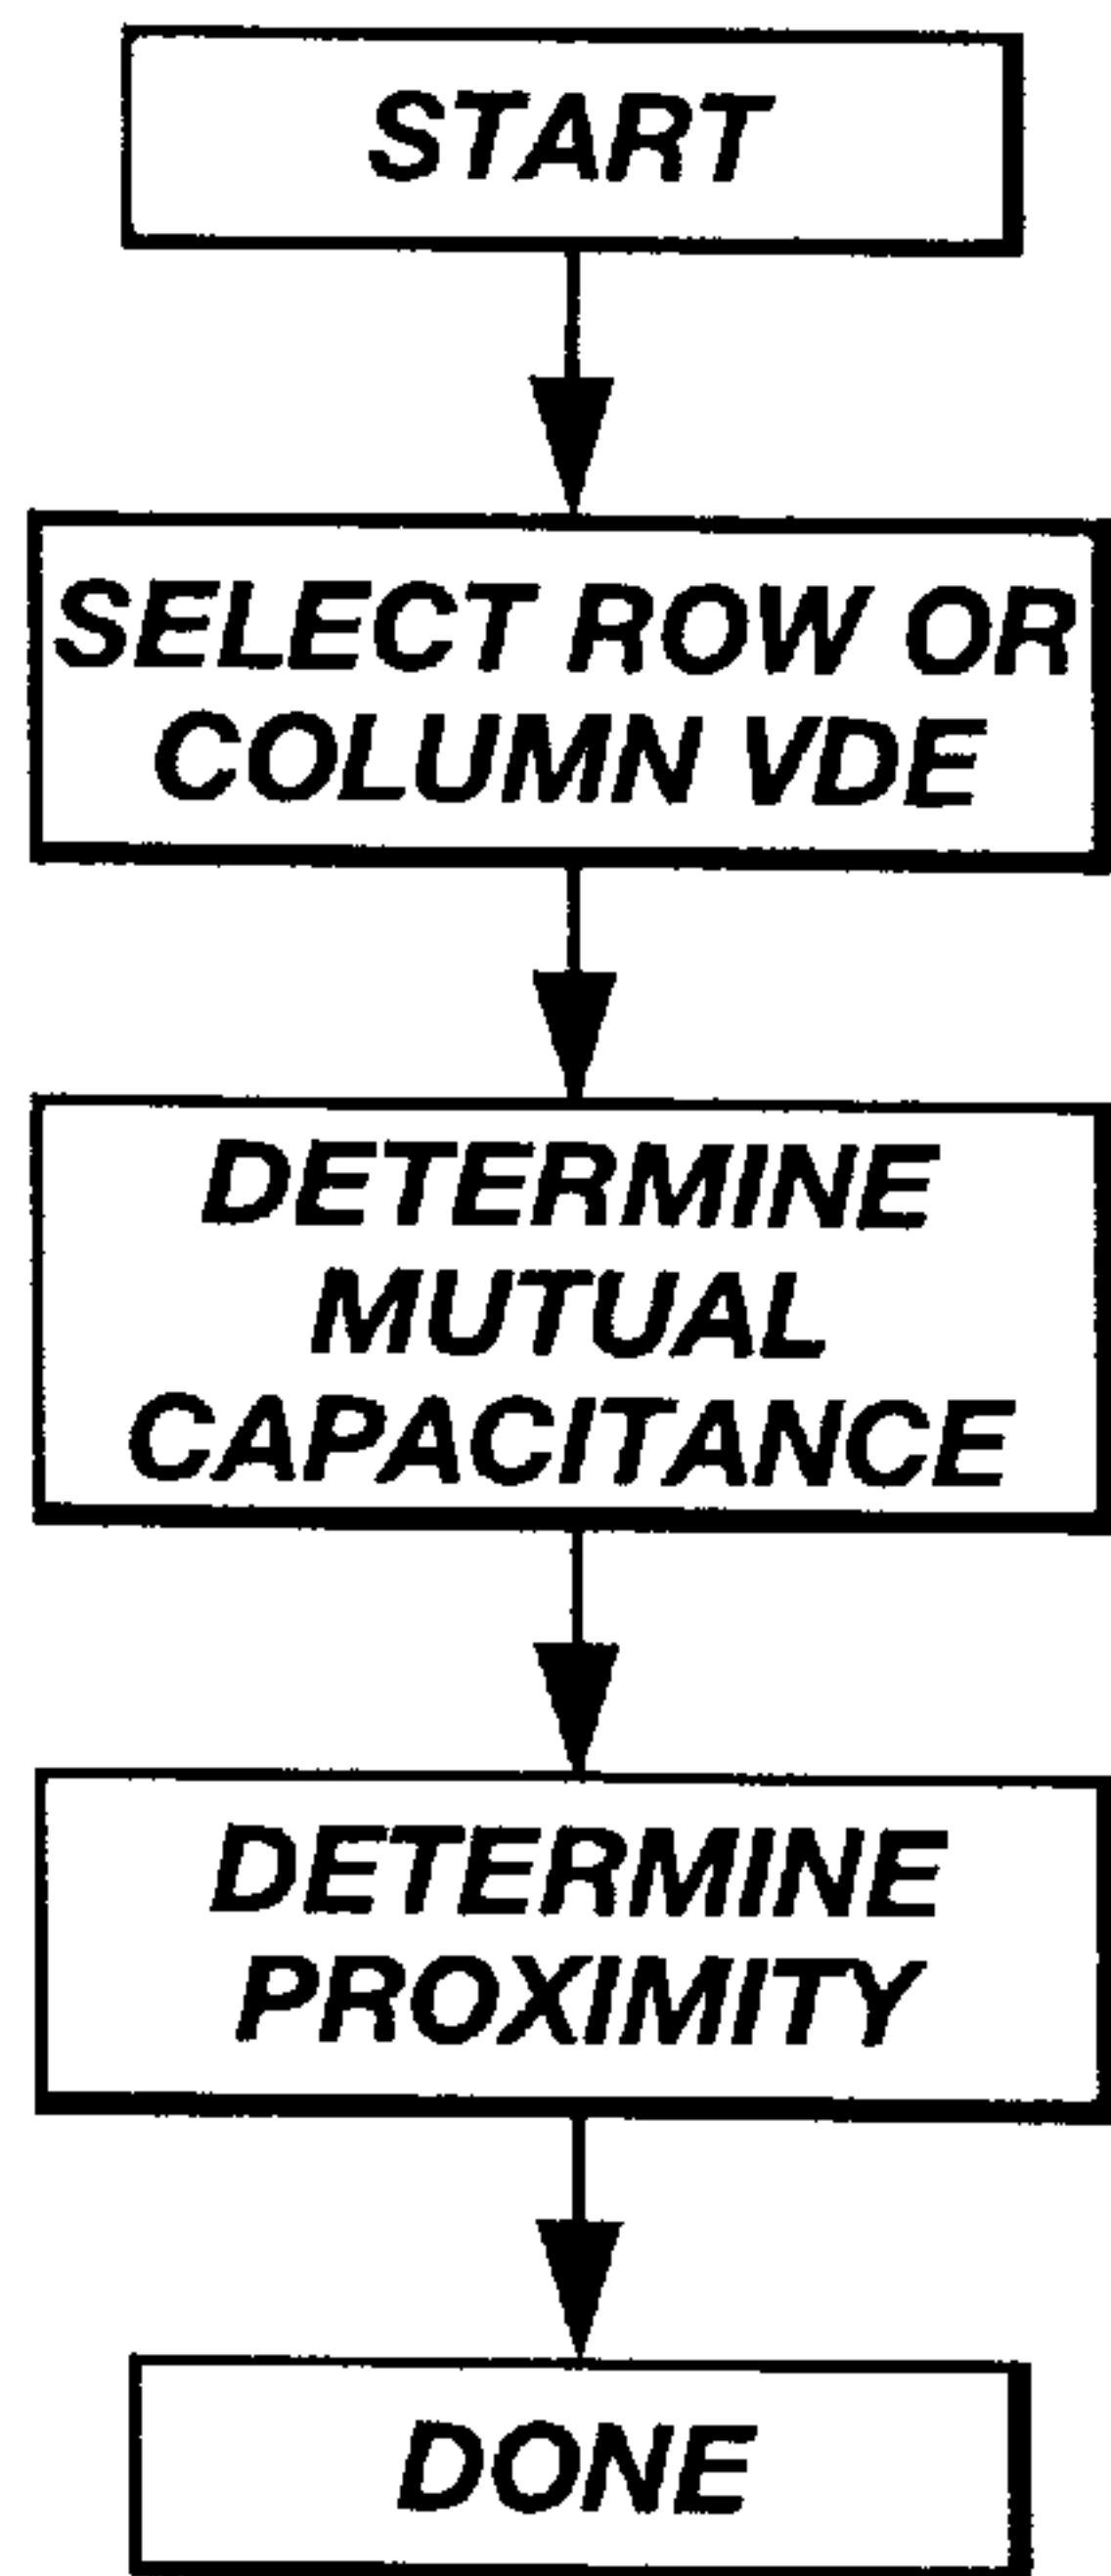 START
SELECT ROW OR
COLUMN VDE
DETERMINE
MUTUAL
CAPACITANCE
DETERMINE
PROXIMITY
DONE